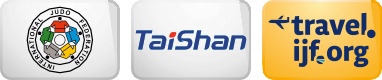 INTERNATIONAL JUDO FEDERATION
TaiShan
travel.
ijf.org